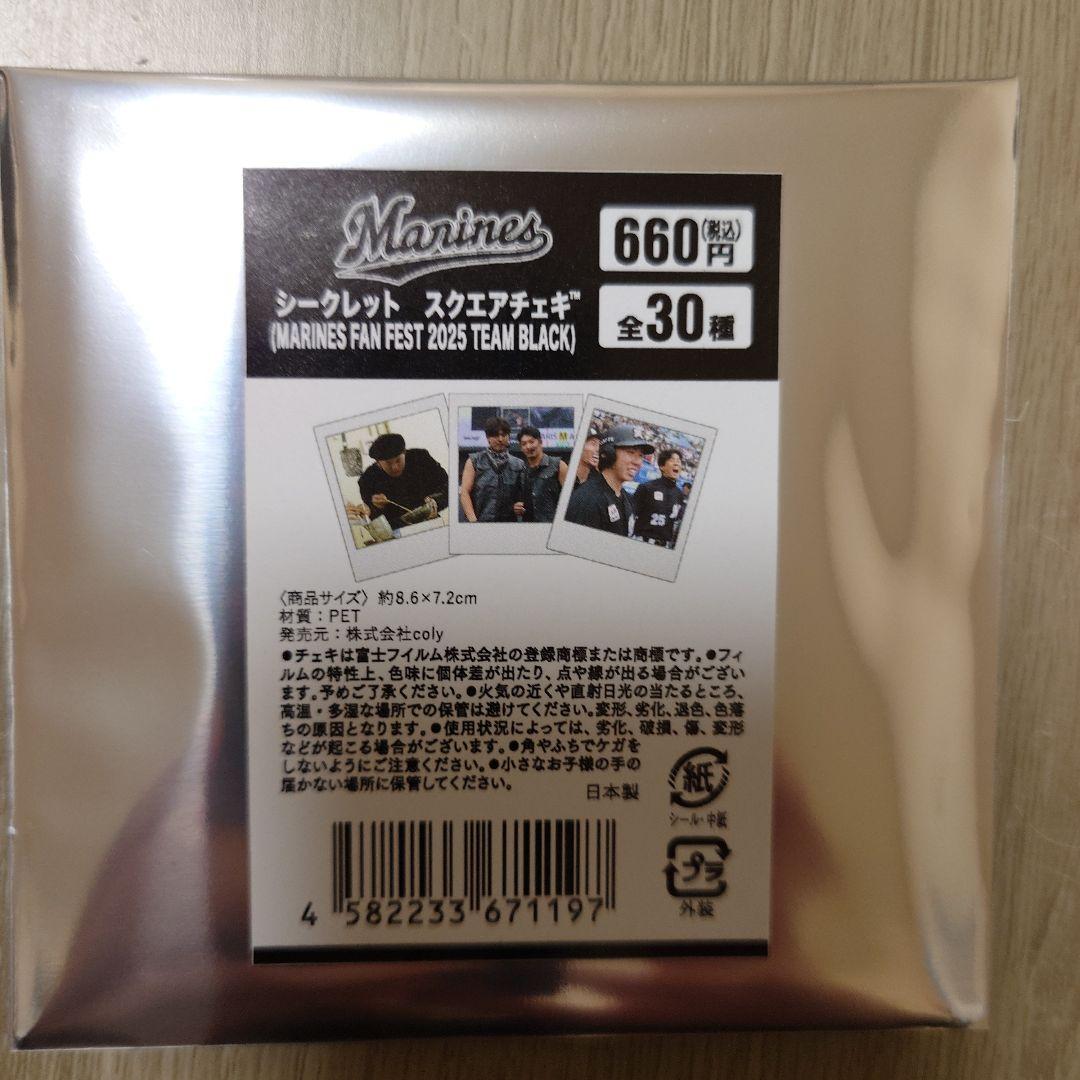 Marines
シークレット スクエアチェキ™
(MARINES FAN FEST 2025 TEAM BLACK)
660円(税込)
全30種
25
〈商品サイズ〉約8.6×7.2cm
材質：PET
発売元：株式会社coly
●チェキは富士フイルム株式会社の登録商標または商標です。●フィ
ルムの特性上、色味に個体差が出たり、点や線が出る場合がござい
ます。予めご了承ください。●火気の近くや直射日光の当たるところ、
高温・多湿な場所での保管は避けてください。変形、劣化、退色、色落
ちの原因となります。●使用状況によっては、劣化、破損、傷、変形
などが起こる場合がございます。●角やふちでケガを
しないようにご注意ください。●小さなお子様の手の
届かない場所に保管してください。
日本製
紙
シール・中紙
プラ
外装
4 582233 671197